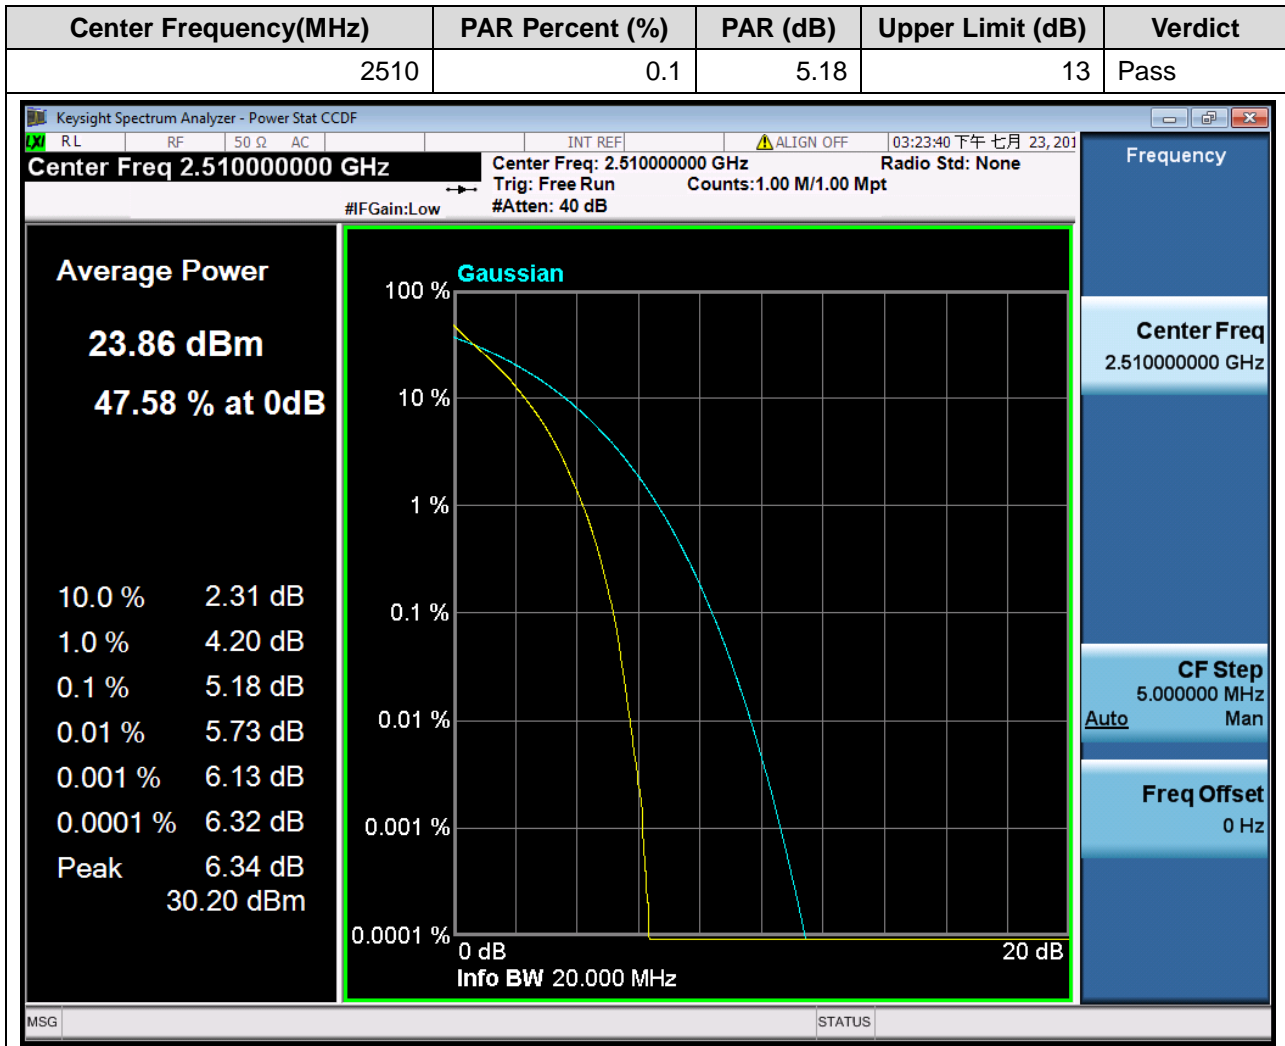 Center Frequency(MHz) PAR Percent (%) PAR (dB) Upper Limit (dB) Verdict
2510 0.1 5.18 13 Pass
Keysight Spectrum Analyzer - Power Stat CCDF
LXI RL RF 50 Ω AC INT REF ALIGN OFF 03:23:40 下午 七月 23, 201
Center Freq 2.510000000 GHz
Center Freq: 2.510000000 GHz Radio Std: None
Trig: Free Run Counts:1.00 M/1.00 Mpt
#IFGain:Low #Atten: 40 dB
Average Power
23.86 dBm
47.58 % at 0dB
10.0 % 2.31 dB
1.0 % 4.20 dB
0.1 % 5.18 dB
0.01 % 5.73 dB
0.001 % 6.13 dB
0.0001 % 6.32 dB
Peak 6.34 dB
30.20 dBm
Gaussian
100 %
10 %
1 %
0.1 %
0.01 %
0.001 %
0.0001 %
0 dB 20 dB
Info BW 20.000 MHz
Frequency
Center Freq
2.510000000 GHz
CF Step
5.000000 MHz
Auto Man
Freq Offset
0 Hz
MSG STATUS